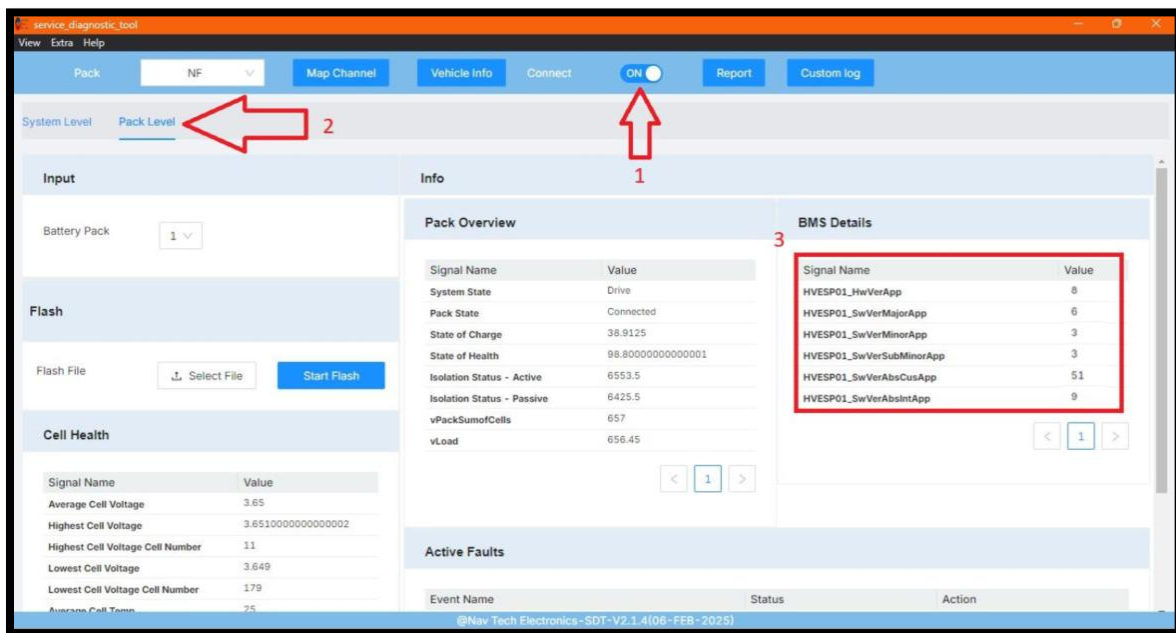 service_diagnostic_tool
View Extra Help
Pack NF Map Channel Vehicle Info Connect ON Report Custom log
System Level Pack Level 2
1
Input
Battery Pack 1
Flash
Flash File Select File Start Flash
Cell Health
Signal Name Value
Average Cell Voltage 3.65
Highest Cell Voltage 3.6510000000000002
Highest Cell Voltage Cell Number 11
Lowest Cell Voltage 3.649
Lowest Cell Voltage Cell Number 179
Average Cell Temp 25
Info
Pack Overview
Signal Name Value
System State Drive
Pack State Connected
State of Charge 38.9125
State of Health 98.80000000000001
Isolation Status - Active 6553.5
Isolation Status - Passive 6425.5
vPackSumofCells 657
vLoad 656.45
< 1 >
BMS Details
3
Signal Name Value
HVESP01_HwVerApp 8
HVESP01_SwVerMajorApp 6
HVESP01_SwVerMinorApp 3
HVESP01_SwVerSubMinorApp 3
HVESP01_SwVerAbsCusApp 51
HVESP01_SwVerAbsIntApp 9
< 1 >
Active Faults
Event Name Status Action
@Nav Tech Electronics-SDT-V2.1.4(06-FEB-2025)